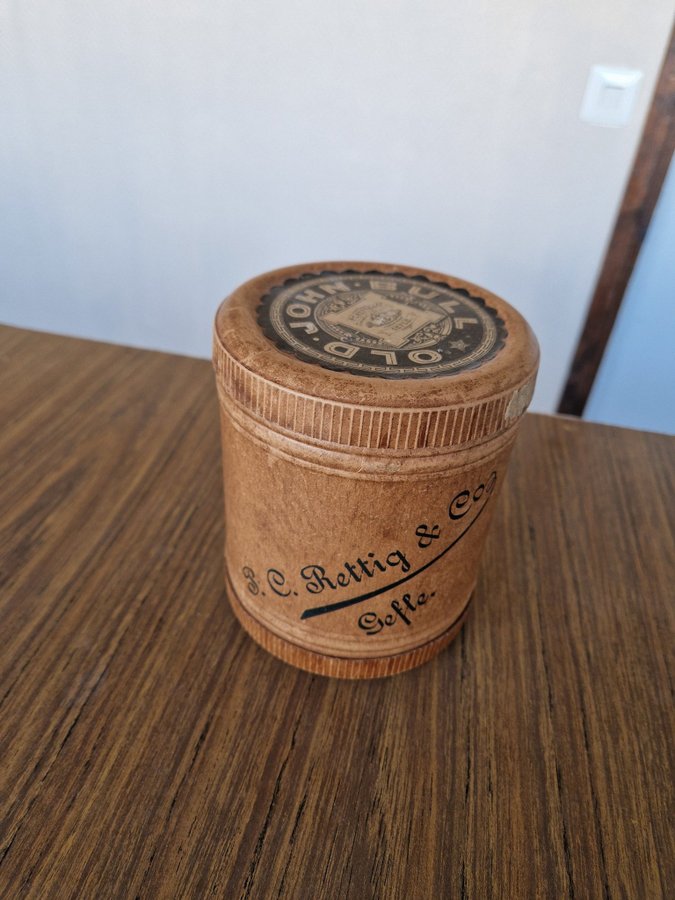 OLD · JOHN · BULL ·
P. C. Rettig & Co.
Gefle.